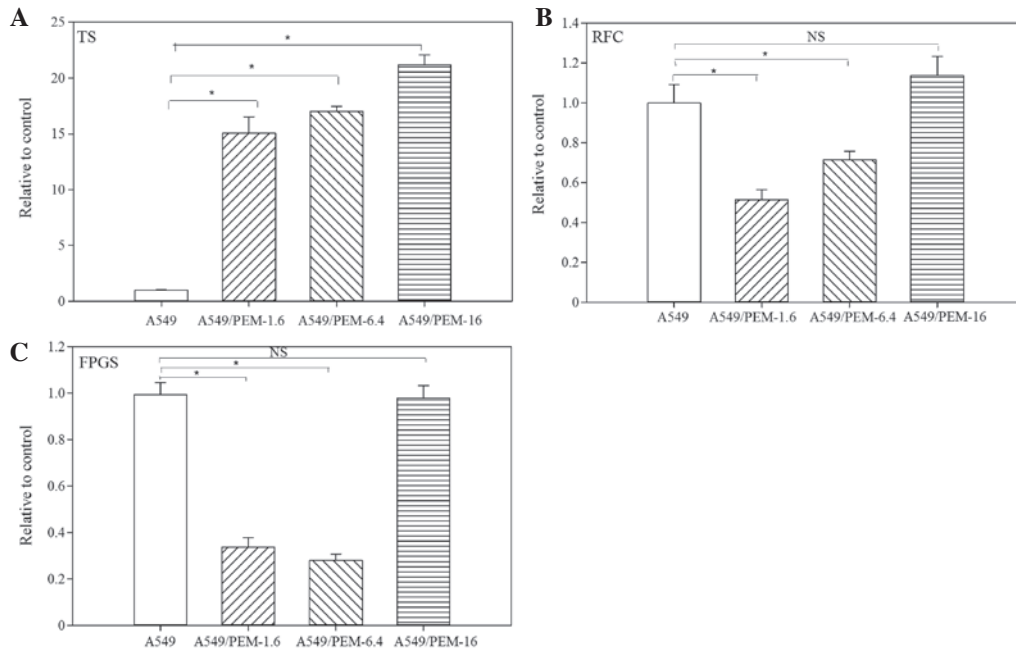 A
TS
Relative to control
25
20
15
10
5
0
*
*
*
A549
A549/PEM-1.6
A549/PEM-6.4
A549/PEM-16
B
RFC
Relative to control
1.4
1.2
1.0
0.8
0.6
0.4
0.2
0
NS
*
*
A549
A549/PEM-1.6
A549/PEM-6.4
A549/PEM-16
C
FPGS
Relative to control
1.2
1.0
0.8
0.6
0.4
0.2
0
NS
*
*
A549
A549/PEM-1.6
A549/PEM-6.4
A549/PEM-16